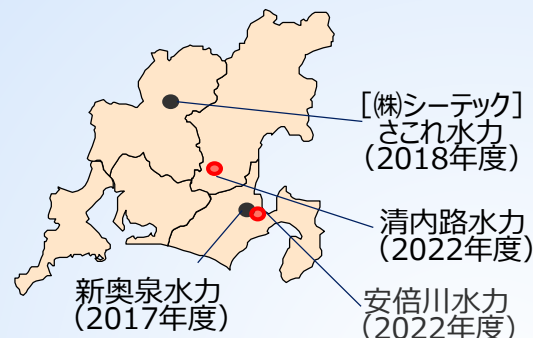 [㈱シーテック]
さこれ水力
（2018年度）
清内路水力
（2022年度）
新奥泉水力
（2017年度）
安倍川水力
（2022年度）